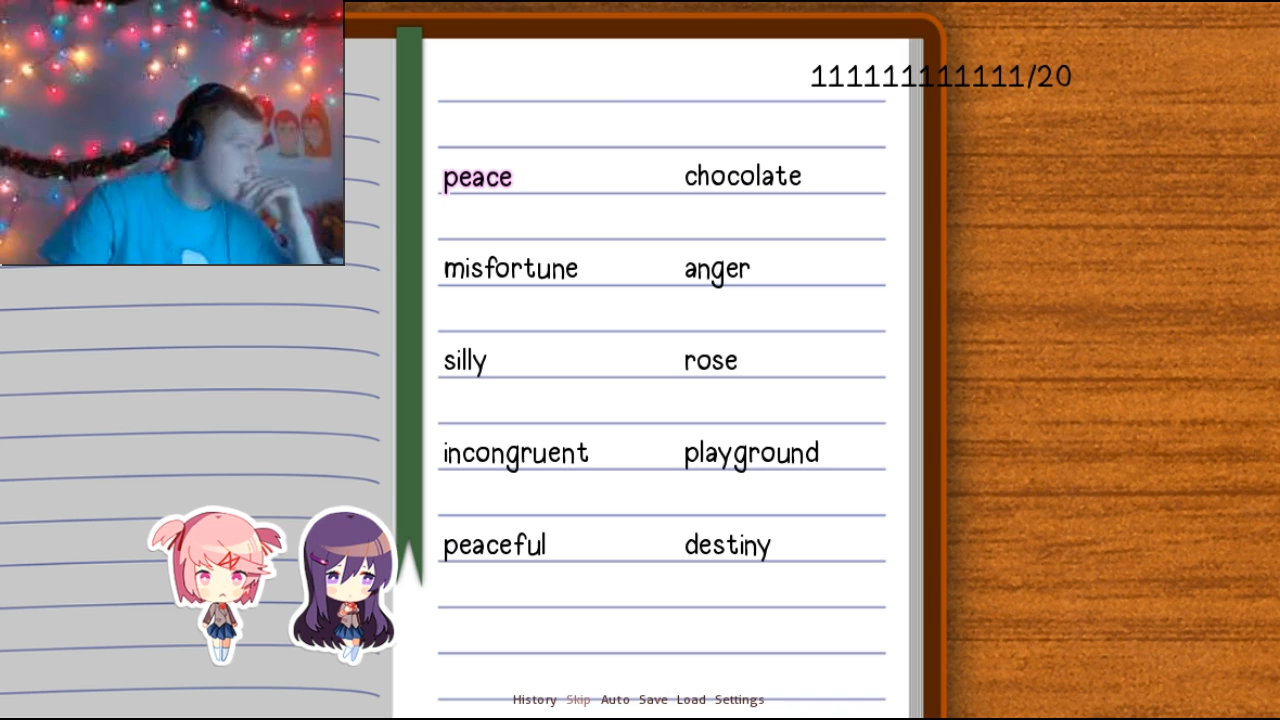 111111111111/20
peace chocolate
misfortune anger
silly rose
incongruent playground
peaceful destiny
History Skip Auto Save Load Settings